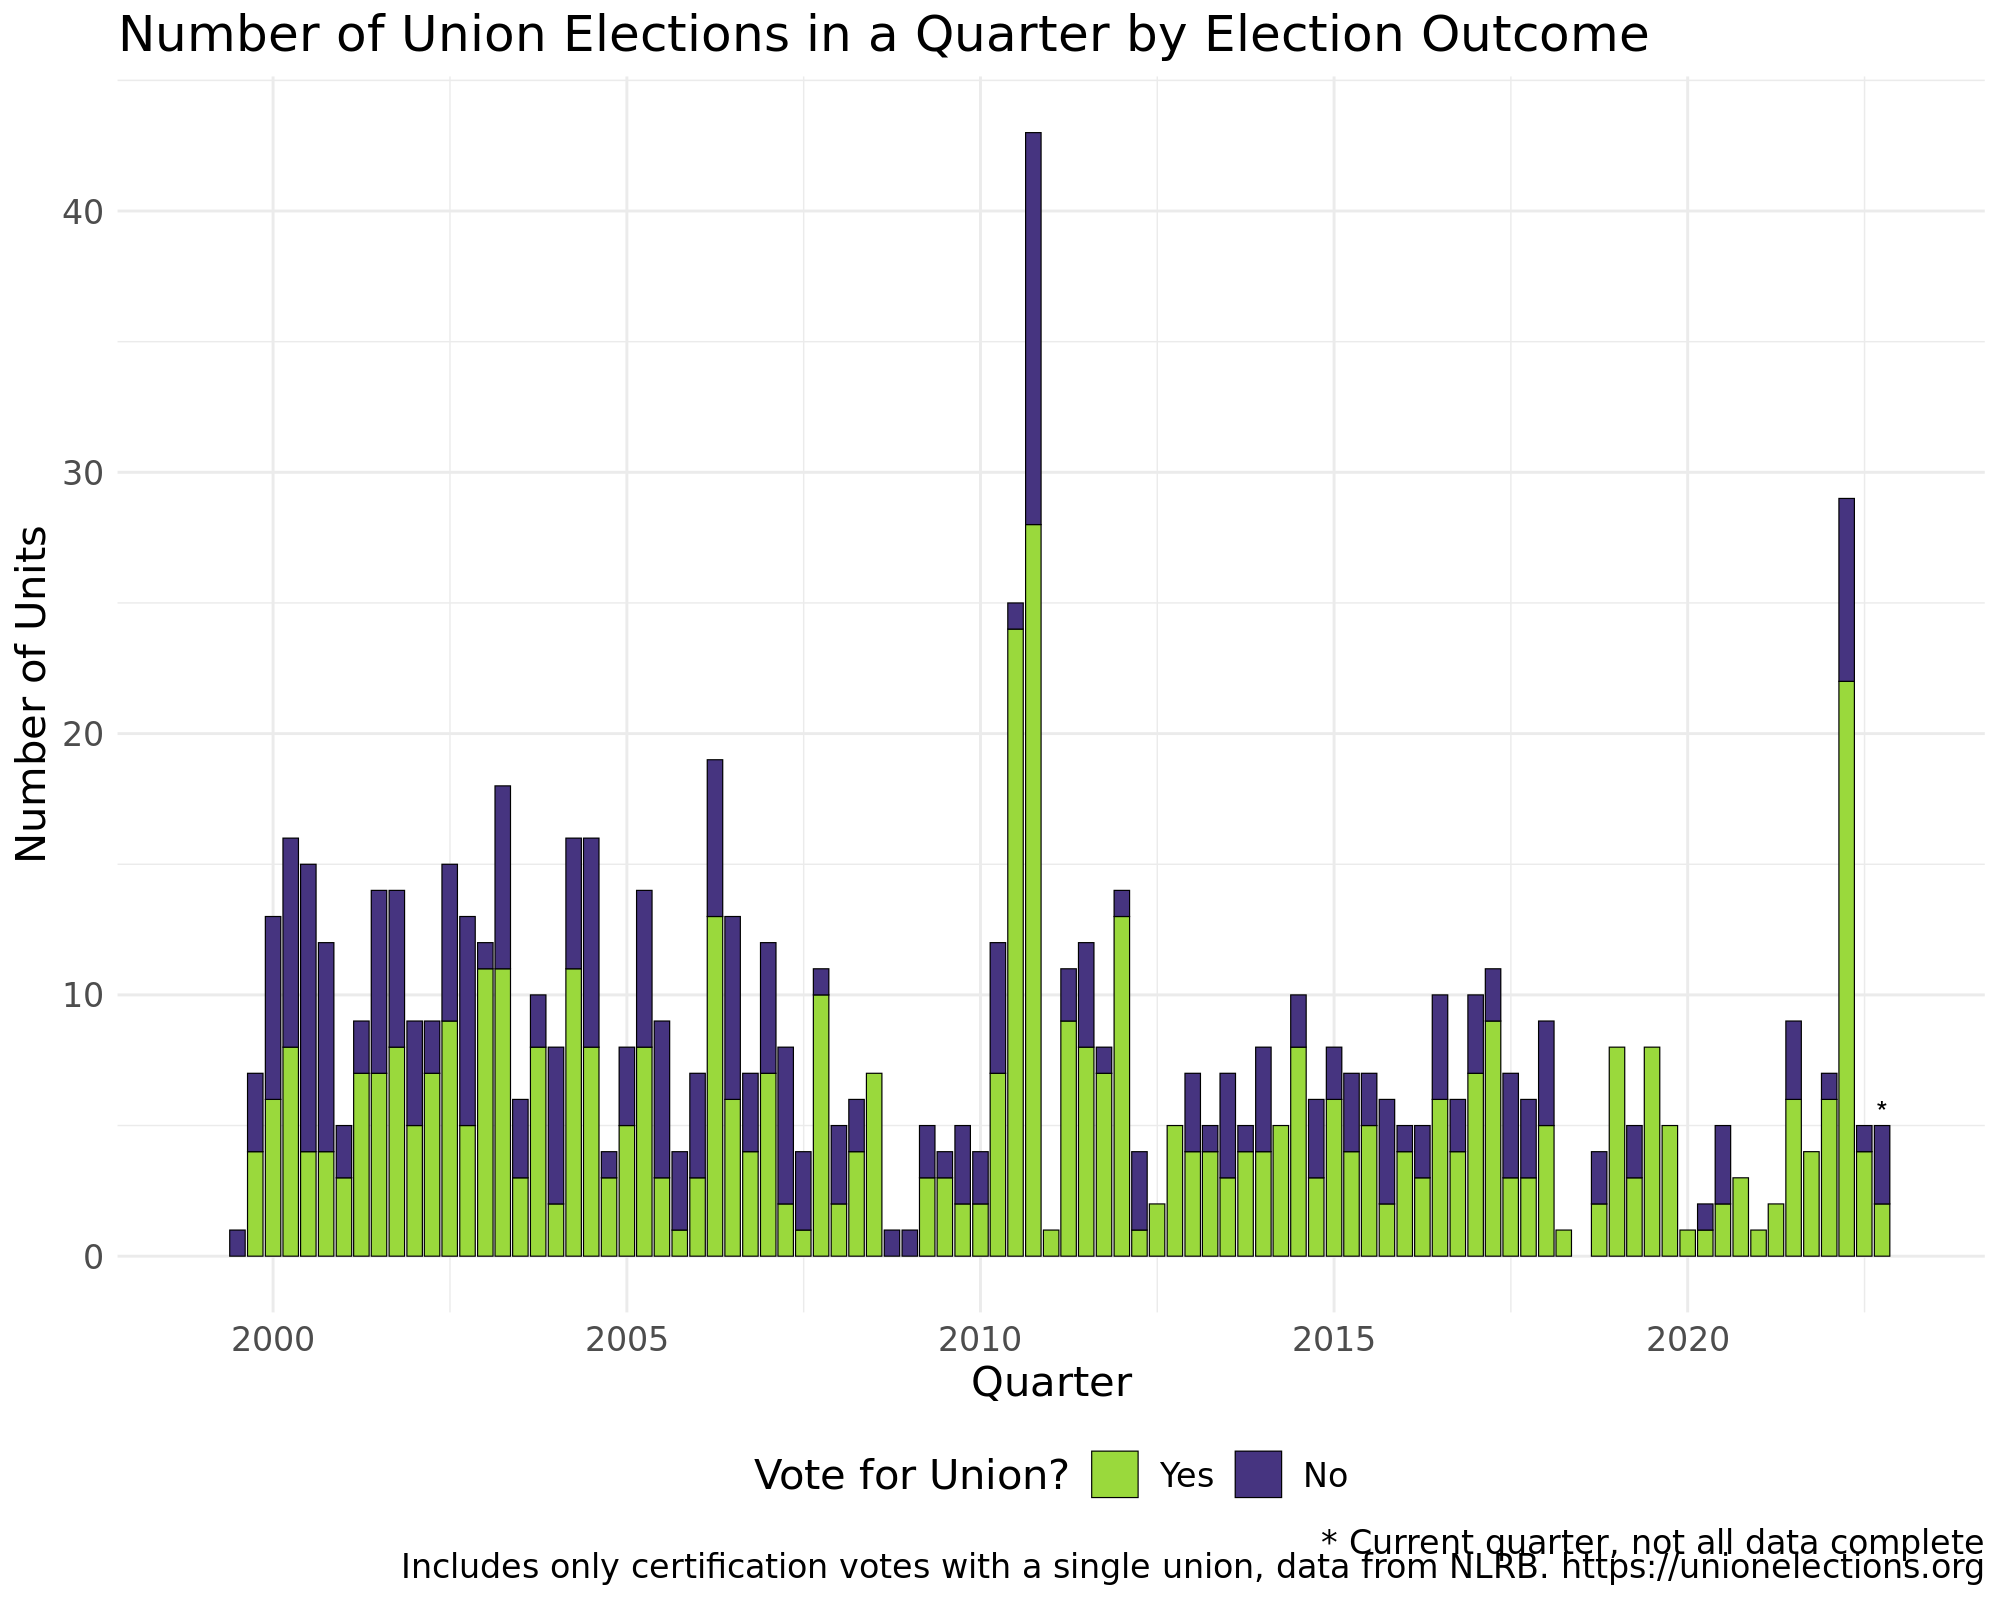 Number of Union Elections in a Quarter by Election Outcome
Number of Units
40
30
20
10
0
*
2000 2005 2010 2015 2020
Quarter
Vote for Union? Yes No
* Current quarter, not all data complete
Includes only certification votes with a single union, data from NLRB. https://unionelections.org